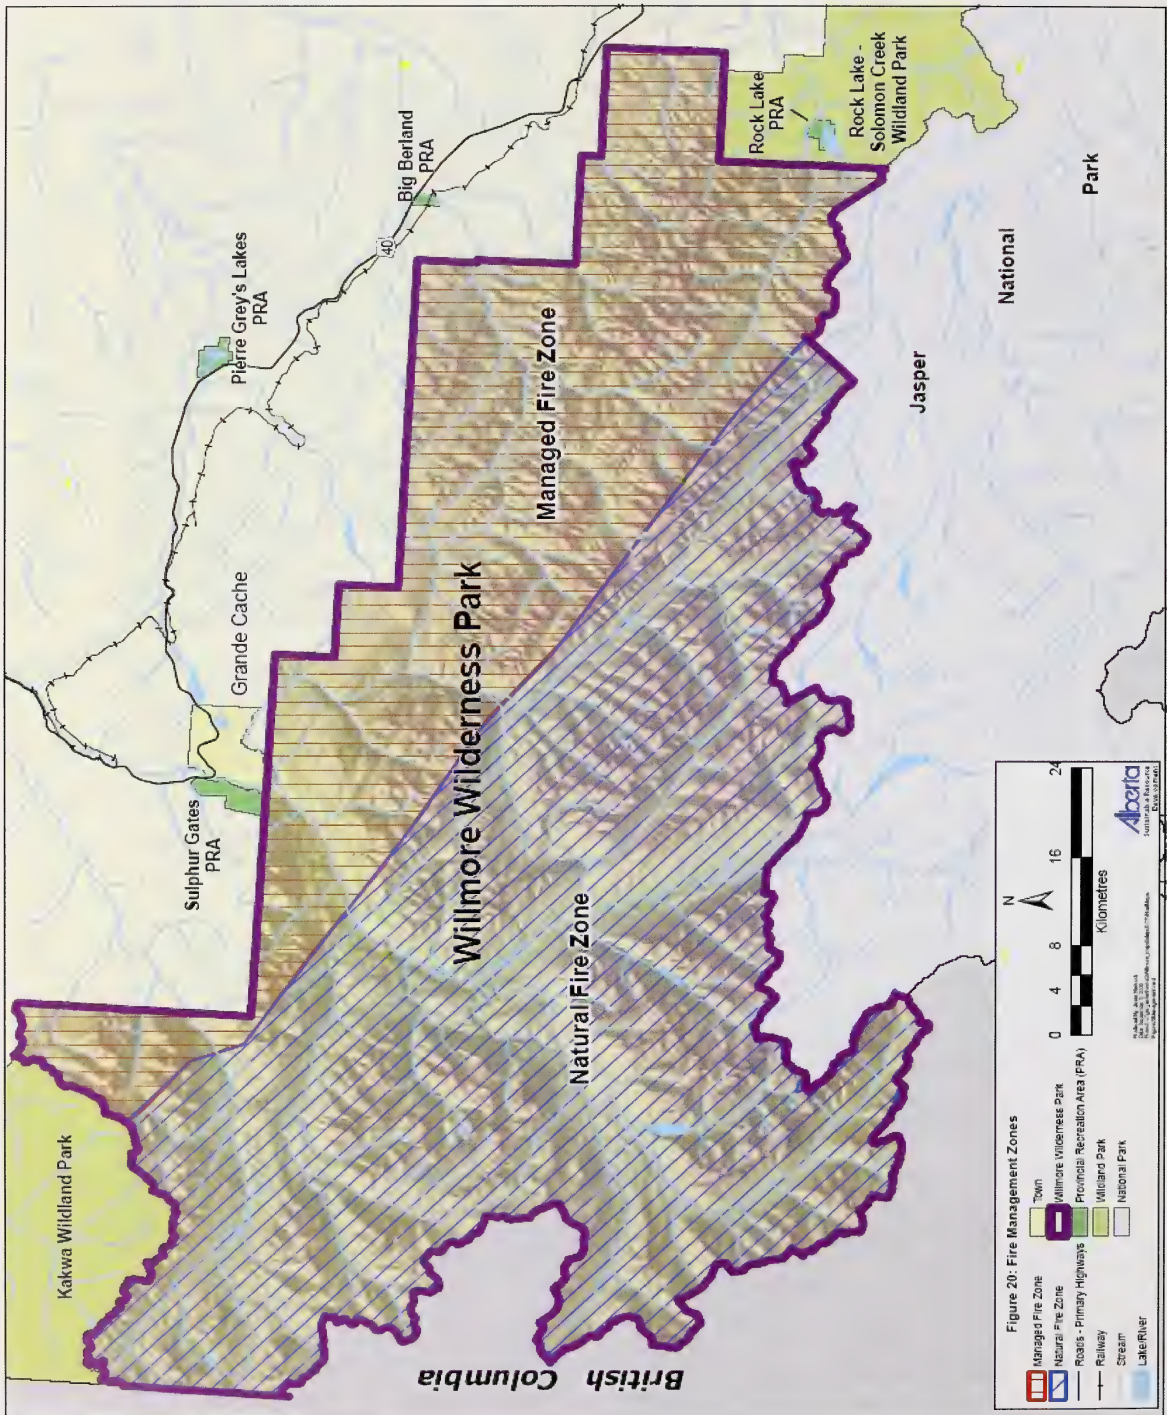 Kakwa Wildland Park
British Columbia
Sulphur Gates
PRA
Grande Cache
Pierre Grey's Lakes
PRA
Big Berland
PRA
40
Rock Lake
PRA
Rock Lake -
Solomon Creek
Wildland Park
Willmore Wilderness Park
Managed Fire Zone
Natural Fire Zone
Jasper
National
Park
Figure 20: Fire Management Zones
Managed Fire Zone
Natural Fire Zone
Roads - Primary Highways
Railway
Stream
Lake/River
Town
Willmore Wilderness Park
Provincial Recreation Area (PRA)
Wildland Park
National Park
N
0 4 8 16 24
Kilometres
Alberta
Sustainable Resource
Development